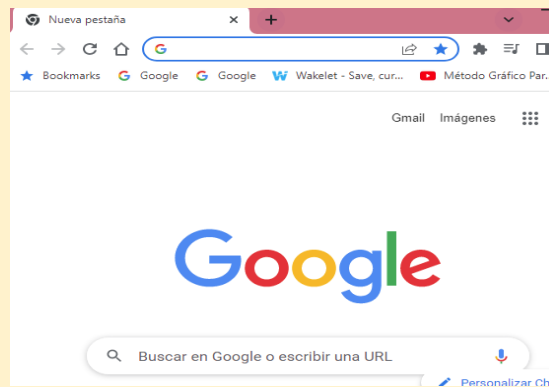 Nueva pestaña
Bookmarks Google Google Wakelet - Save, cur... Método Gráfico Par...
Gmail Imágenes
Google
Buscar en Google o escribir una URL
Personalizar Ch